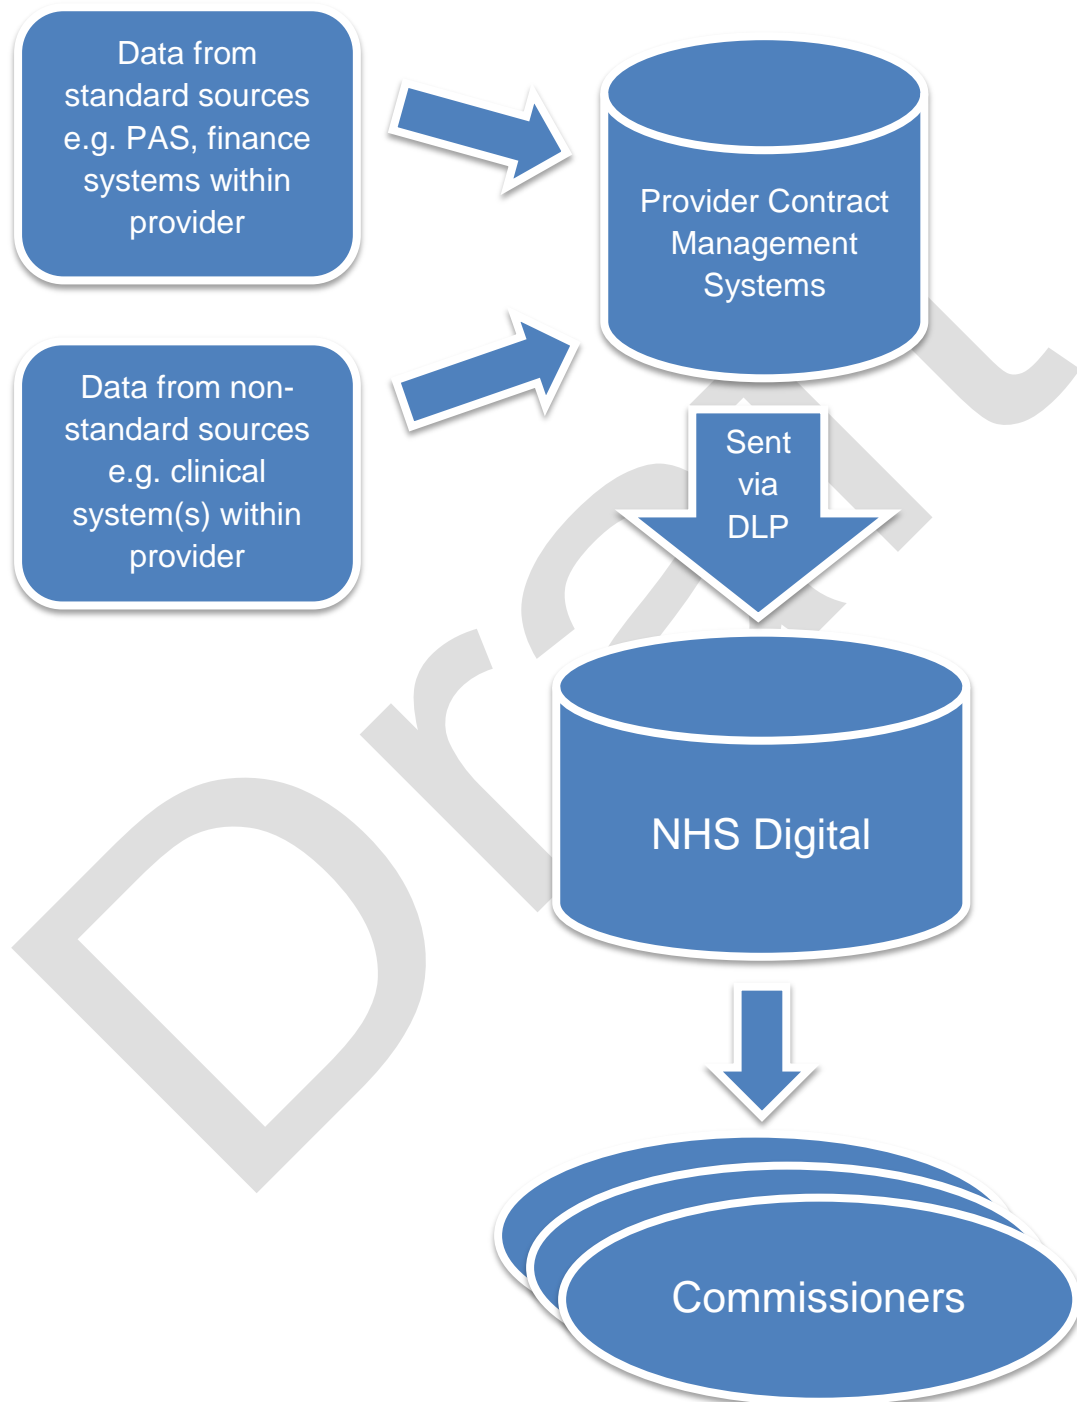 Data from
standard sources
e.g. PAS, finance
systems within
provider
Provider Contract
Management
Systems
Data from non-
standard sources
e.g. clinical
system(s) within
provider
Sent
via
DLP
NHS Digital
Commissioners
Draft